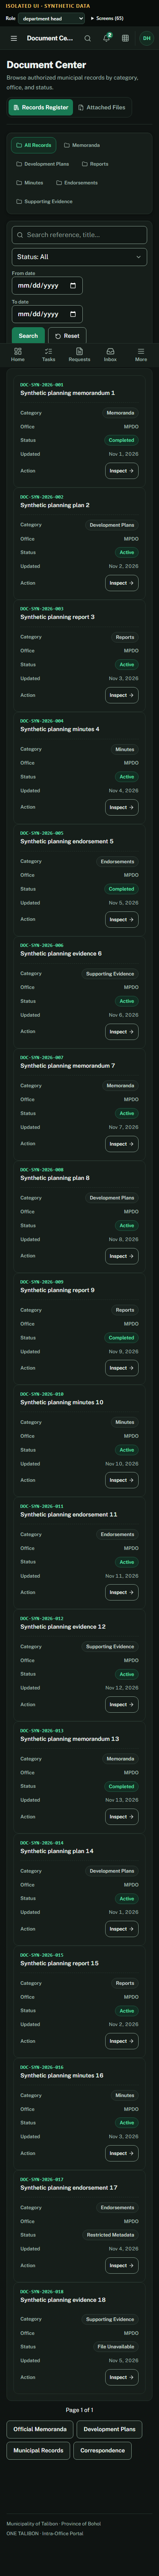 ISOLATED UI · SYNTHETIC DATA
Role department head Screens (65)
Document Ce... 2 DH
Document Center
Browse authorized municipal records by category, office, and status.
Records Register Attached Files
All Records Memoranda
Development Plans Reports
Minutes Endorsements
Supporting Evidence
Search reference, title...
Status: All
From date
mm/dd/yyyy
To date
mm/dd/yyyy
Search Reset
Home Tasks Requests Inbox More
DOC-SYN-2026-001
Synthetic planning memorandum 1
Category Memoranda
Office MPDO
Status Completed
Updated Nov 1, 2026
Action Inspect
DOC-SYN-2026-002
Synthetic planning plan 2
Category Development Plans
Office MPDO
Status Active
Updated Nov 2, 2026
Action Inspect
DOC-SYN-2026-003
Synthetic planning report 3
Category Reports
Office MPDO
Status Active
Updated Nov 3, 2026
Action Inspect
DOC-SYN-2026-004
Synthetic planning minutes 4
Category Minutes
Office MPDO
Status Active
Updated Nov 4, 2026
Action Inspect
DOC-SYN-2026-005
Synthetic planning endorsement 5
Category Endorsements
Office MPDO
Status Completed
Updated Nov 5, 2026
Action Inspect
DOC-SYN-2026-006
Synthetic planning evidence 6
Category Supporting Evidence
Office MPDO
Status Active
Updated Nov 6, 2026
Action Inspect
DOC-SYN-2026-007
Synthetic planning memorandum 7
Category Memoranda
Office MPDO
Status Active
Updated Nov 7, 2026
Action Inspect
DOC-SYN-2026-008
Synthetic planning plan 8
Category Development Plans
Office MPDO
Status Active
Updated Nov 8, 2026
Action Inspect
DOC-SYN-2026-009
Synthetic planning report 9
Category Reports
Office MPDO
Status Completed
Updated Nov 9, 2026
Action Inspect
DOC-SYN-2026-010
Synthetic planning minutes 10
Category Minutes
Office MPDO
Status Active
Updated Nov 10, 2026
Action Inspect
DOC-SYN-2026-011
Synthetic planning endorsement 11
Category Endorsements
Office MPDO
Status Active
Updated Nov 11, 2026
Action Inspect
DOC-SYN-2026-012
Synthetic planning evidence 12
Category Supporting Evidence
Office MPDO
Status Active
Updated Nov 12, 2026
Action Inspect
DOC-SYN-2026-013
Synthetic planning memorandum 13
Category Memoranda
Office MPDO
Status Completed
Updated Nov 13, 2026
Action Inspect
DOC-SYN-2026-014
Synthetic planning plan 14
Category Development Plans
Office MPDO
Status Active
Updated Nov 1, 2026
Action Inspect
DOC-SYN-2026-015
Synthetic planning report 15
Category Reports
Office MPDO
Status Active
Updated Nov 2, 2026
Action Inspect
DOC-SYN-2026-016
Synthetic planning minutes 16
Category Minutes
Office MPDO
Status Active
Updated Nov 3, 2026
Action Inspect
DOC-SYN-2026-017
Synthetic planning endorsement 17
Category Endorsements
Office MPDO
Status Restricted Metadata
Updated Nov 4, 2026
Action Inspect
DOC-SYN-2026-018
Synthetic planning evidence 18
Category Supporting Evidence
Office MPDO
Status File Unavailable
Updated Nov 5, 2026
Action Inspect
Page 1 of 1
Official Memoranda Development Plans
Municipal Records Correspondence
Municipality of Talibon · Province of Bohol
ONE TALIBON · Intra-Office Portal